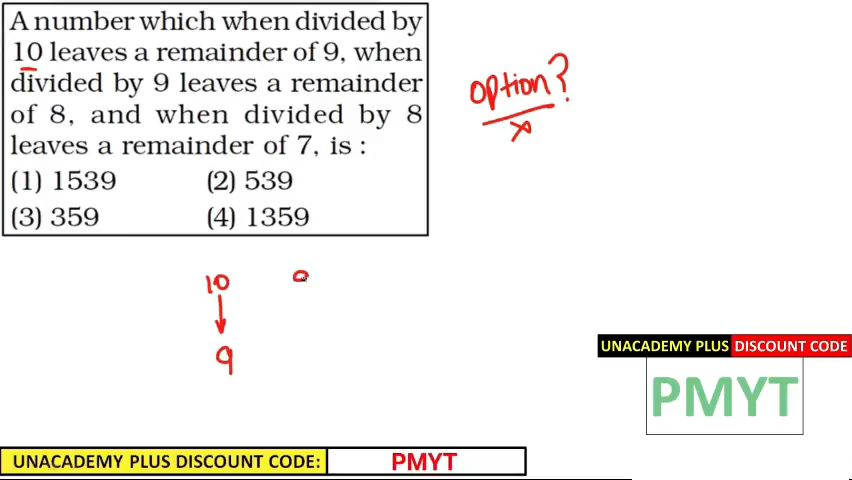 A number which when divided by
10 leaves a remainder of 9, when
divided by 9 leaves a remainder
of 8, and when divided by 8
leaves a remainder of 7, is :
(1) 1539 (2) 539
(3) 359 (4) 1359
option?
x
10
9
UNACADEMY PLUS DISCOUNT CODE
PMYT
UNACADEMY PLUS DISCOUNT CODE: PMYT